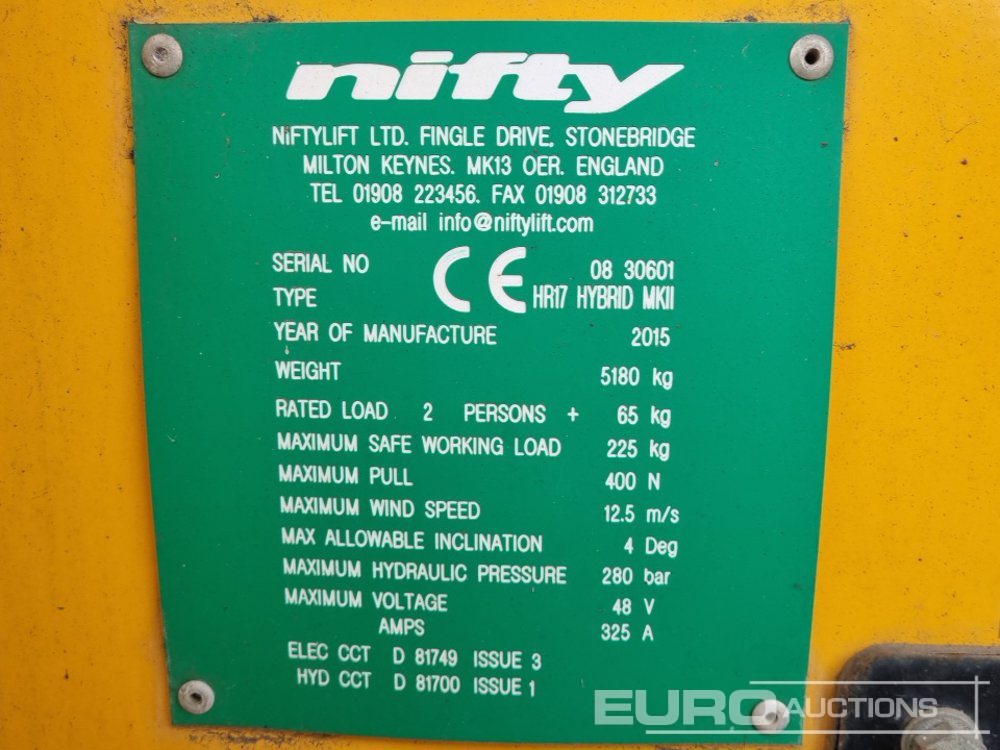 nifty
NIFTYLIFT LTD. FINGLE DRIVE, STONEBRIDGE
MILTON KEYNES. MK13 OER. ENGLAND
TEL 01908 223456. FAX 01908 312733
e-mail info@niftylift.com
SERIAL NO 08 30601
CE
TYPE HR17 HYBRID MKII
YEAR OF MANUFACTURE 2015
WEIGHT 5180 kg
RATED LOAD 2 PERSONS + 65 kg
MAXIMUM SAFE WORKING LOAD 225 kg
MAXIMUM PULL 400 N
MAXIMUM WIND SPEED 12.5 m/s
MAX ALLOWABLE INCLINATION 4 Deg
MAXIMUM HYDRAULIC PRESSURE 280 bar
MAXIMUM VOLTAGE 48 V
AMPS 325 A
ELEC CCT D 81749 ISSUE 3
HYD CCT D 81700 ISSUE 1
EURO AUCTIONS